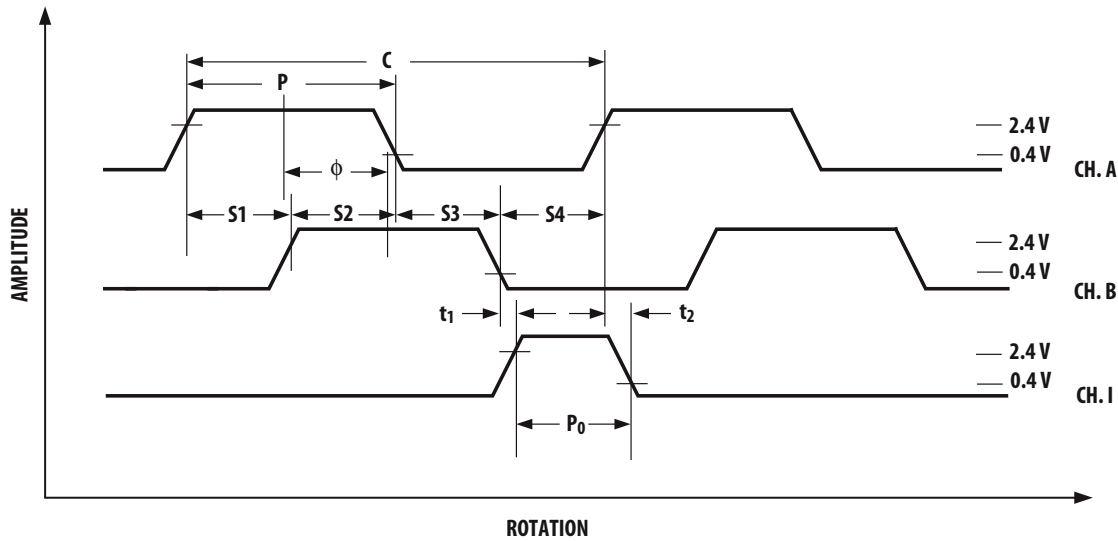 C
P
2.4 V
0.4 V
CH. A
ϕ
S1 S2 S3 S4
2.4 V
0.4 V
CH. B
t₁ t₂
2.4 V
0.4 V
CH. I
P₀
AMPLITUDE
ROTATION